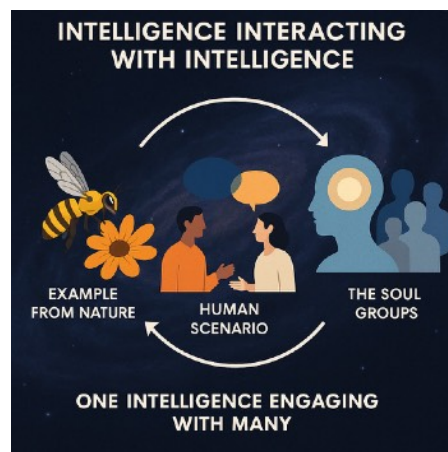 INTELLIGENCE INTERACTING
WITH INTELLIGENCE
EXAMPLE
FROM NATURE
HUMAN
SCENARIO
THE SOUL
GROUPS
ONE INTELLIGENCE ENGAGING
WITH MANY